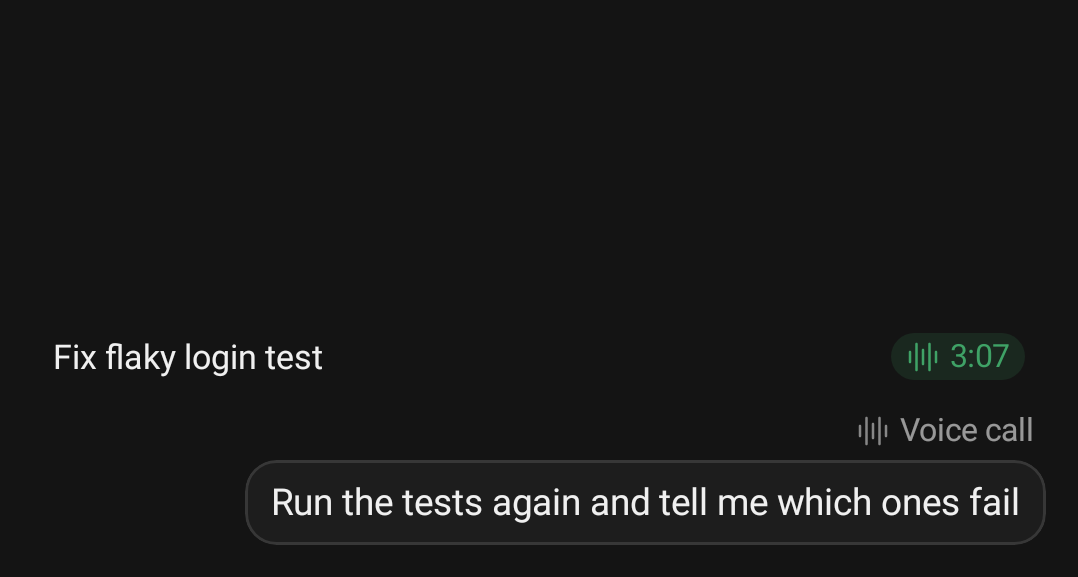 Fix flaky login test
3:07
Voice call
Run the tests again and tell me which ones fail